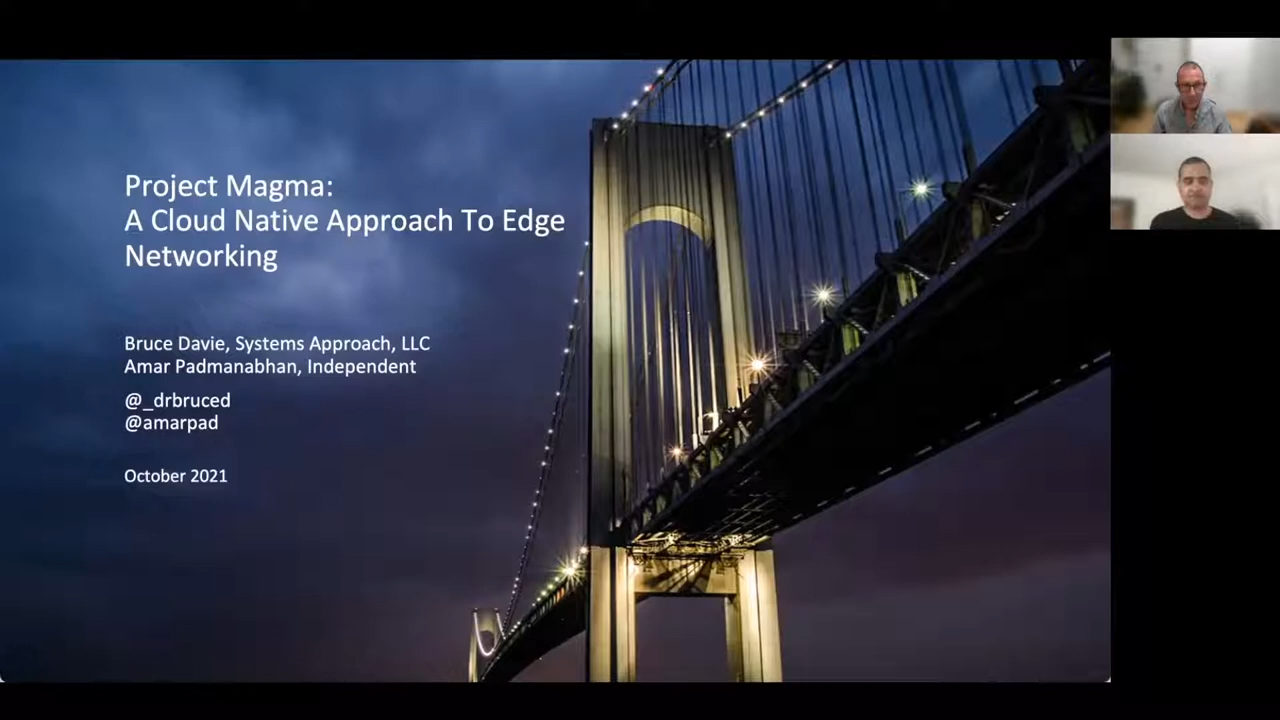 Project Magma:
A Cloud Native Approach To Edge
Networking
Bruce Davie, Systems Approach, LLC
Amar Padmanabhan, Independent
@_drbruced
@amarpad
October 2021